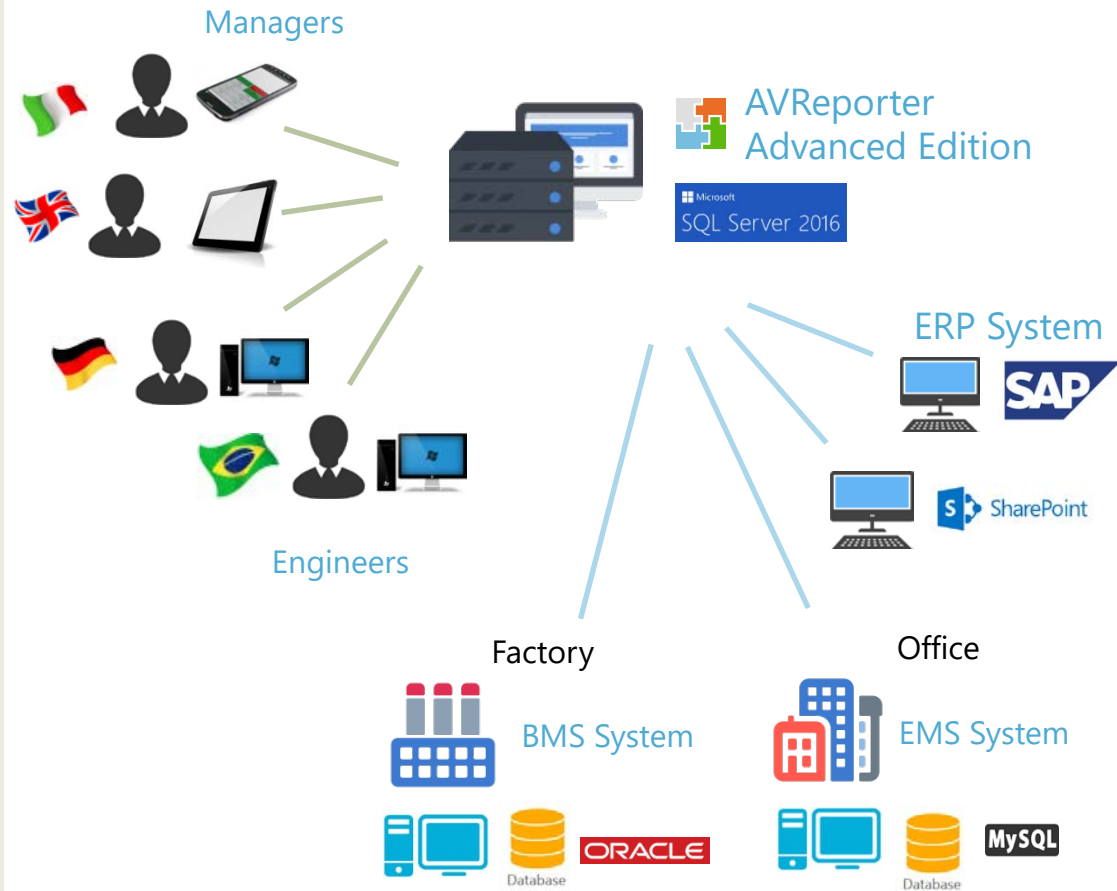 Managers
AVReporter
Advanced Edition
Microsoft
SQL Server 2016
ERP System
SAP
S SharePoint
Engineers
Factory
Office
BMS System
EMS System
ORACLE
MySQL
Database
Database